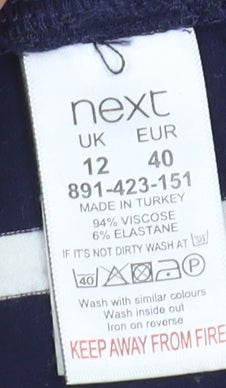 next
UK EUR
12 40
891-423-151
MADE IN TURKEY
94% VISCOSE
6% ELASTANE
IF IT'S NOT DIRTY WASH AT
40
P
Wash with similar colours
Wash inside out
Iron on reverse
KEEP AWAY FROM FIRE